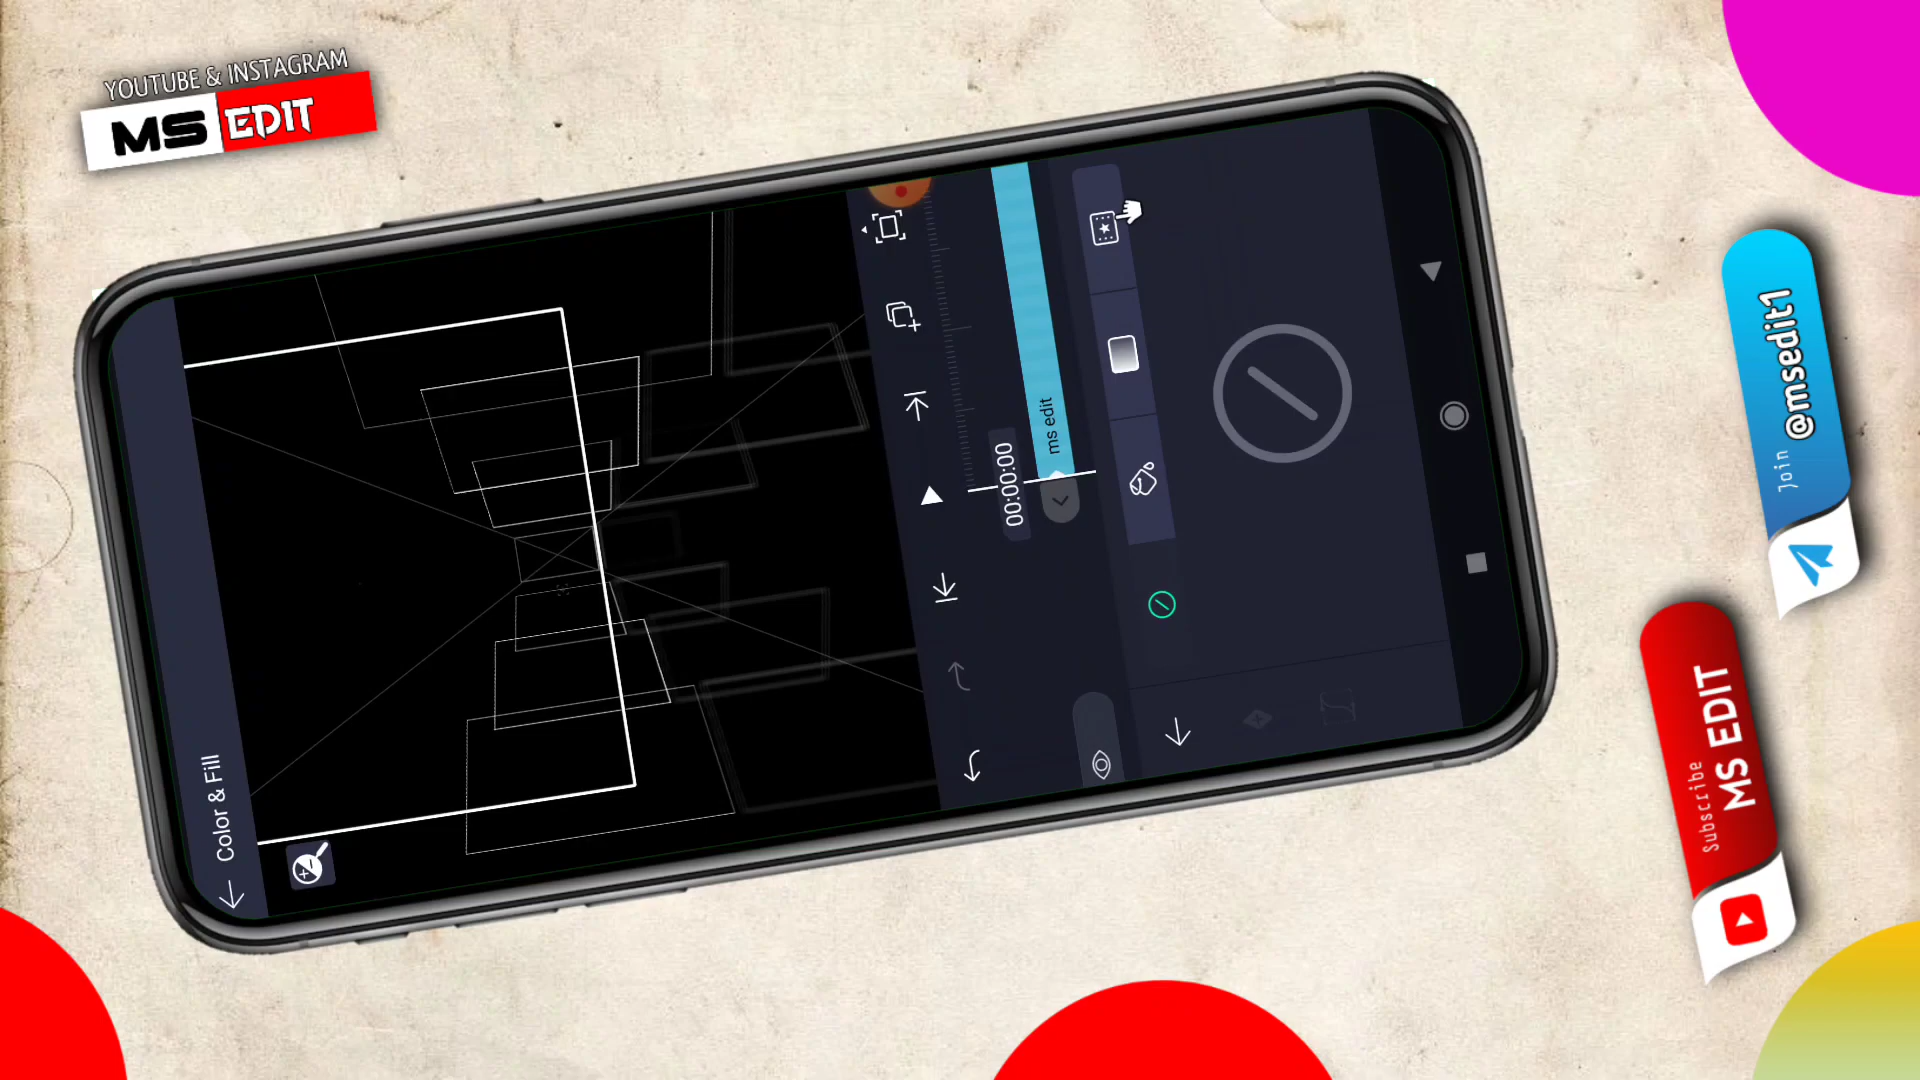 YOUTUBE & INSTAGRAM
MS EDIT
Color & Fill
00:00:00
ms edit
Join @msedit1
Subscribe
MS EDIT